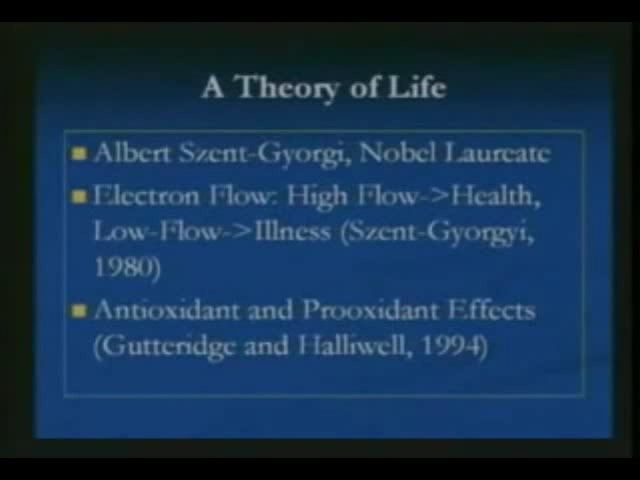 A Theory of Life
Albert Szent-Gyorgi, Nobel Laureate
Electron Flow: High Flow->Health,
Low-Flow->Illness (Szent-Gyorgyi,
1980)
Antioxidant and Prooxidant Effects
(Gutteridge and Halliwell, 1994)